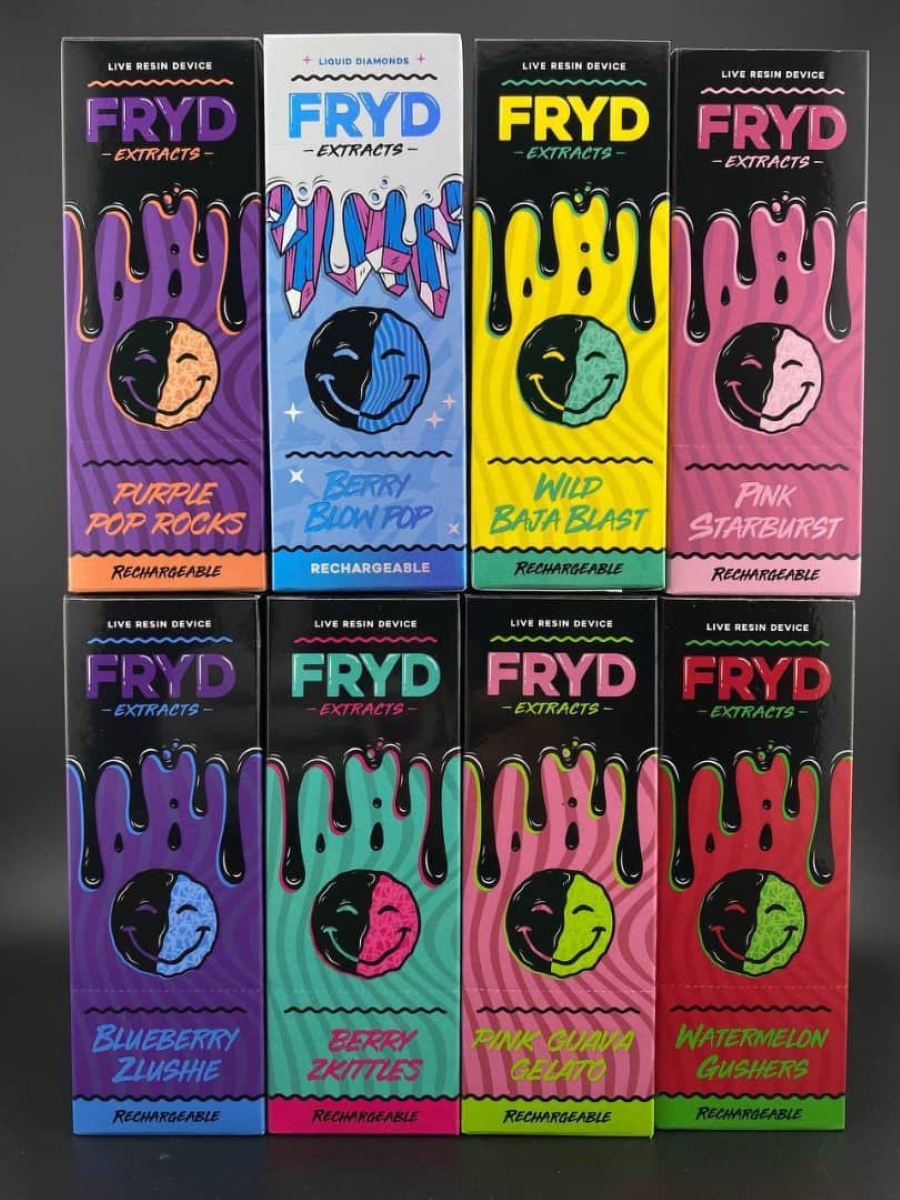 LIVE RESIN DEVICE
FRYD
- EXTRACTS -
PURPLE
POP ROCKS
RECHARGEABLE
LIQUID DIAMONDS
FRYD
- EXTRACTS -
BERRY
BLOW POP
RECHARGEABLE
LIVE RESIN DEVICE
FRYD
- EXTRACTS -
WILD
BAJA BLAST
RECHARGEABLE
LIVE RESIN DEVICE
FRYD
- EXTRACTS -
PINK
STARBURST
RECHARGEABLE
LIVE RESIN DEVICE
FRYD
- EXTRACTS -
BLUEBERRY
ZLUSHIE
RECHARGEABLE
LIVE RESIN DEVICE
FRYD
- EXTRACTS -
BERRY
ZKITTLES
RECHARGEABLE
LIVE RESIN DEVICE
FRYD
- EXTRACTS -
PINK GUAVA
GELATO
RECHARGEABLE
LIVE RESIN DEVICE
FRYD
- EXTRACTS -
WATERMELON
GUSHERS
RECHARGEABLE